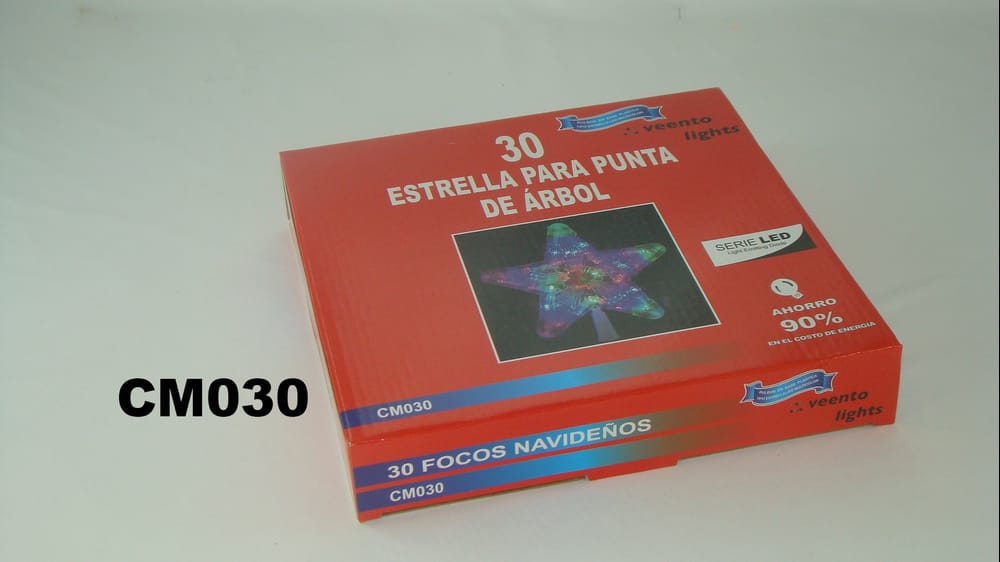 30
ESTRELLA PARA PUNTA
DE ÁRBOL
veento
lights
SERIE LED
Light Emitting Diode
AHORRO
90%
EN EL COSTO DE ENERGIA
CM030
30 FOCOS NAVIDEÑOS
CM030
veento
lights
CM030